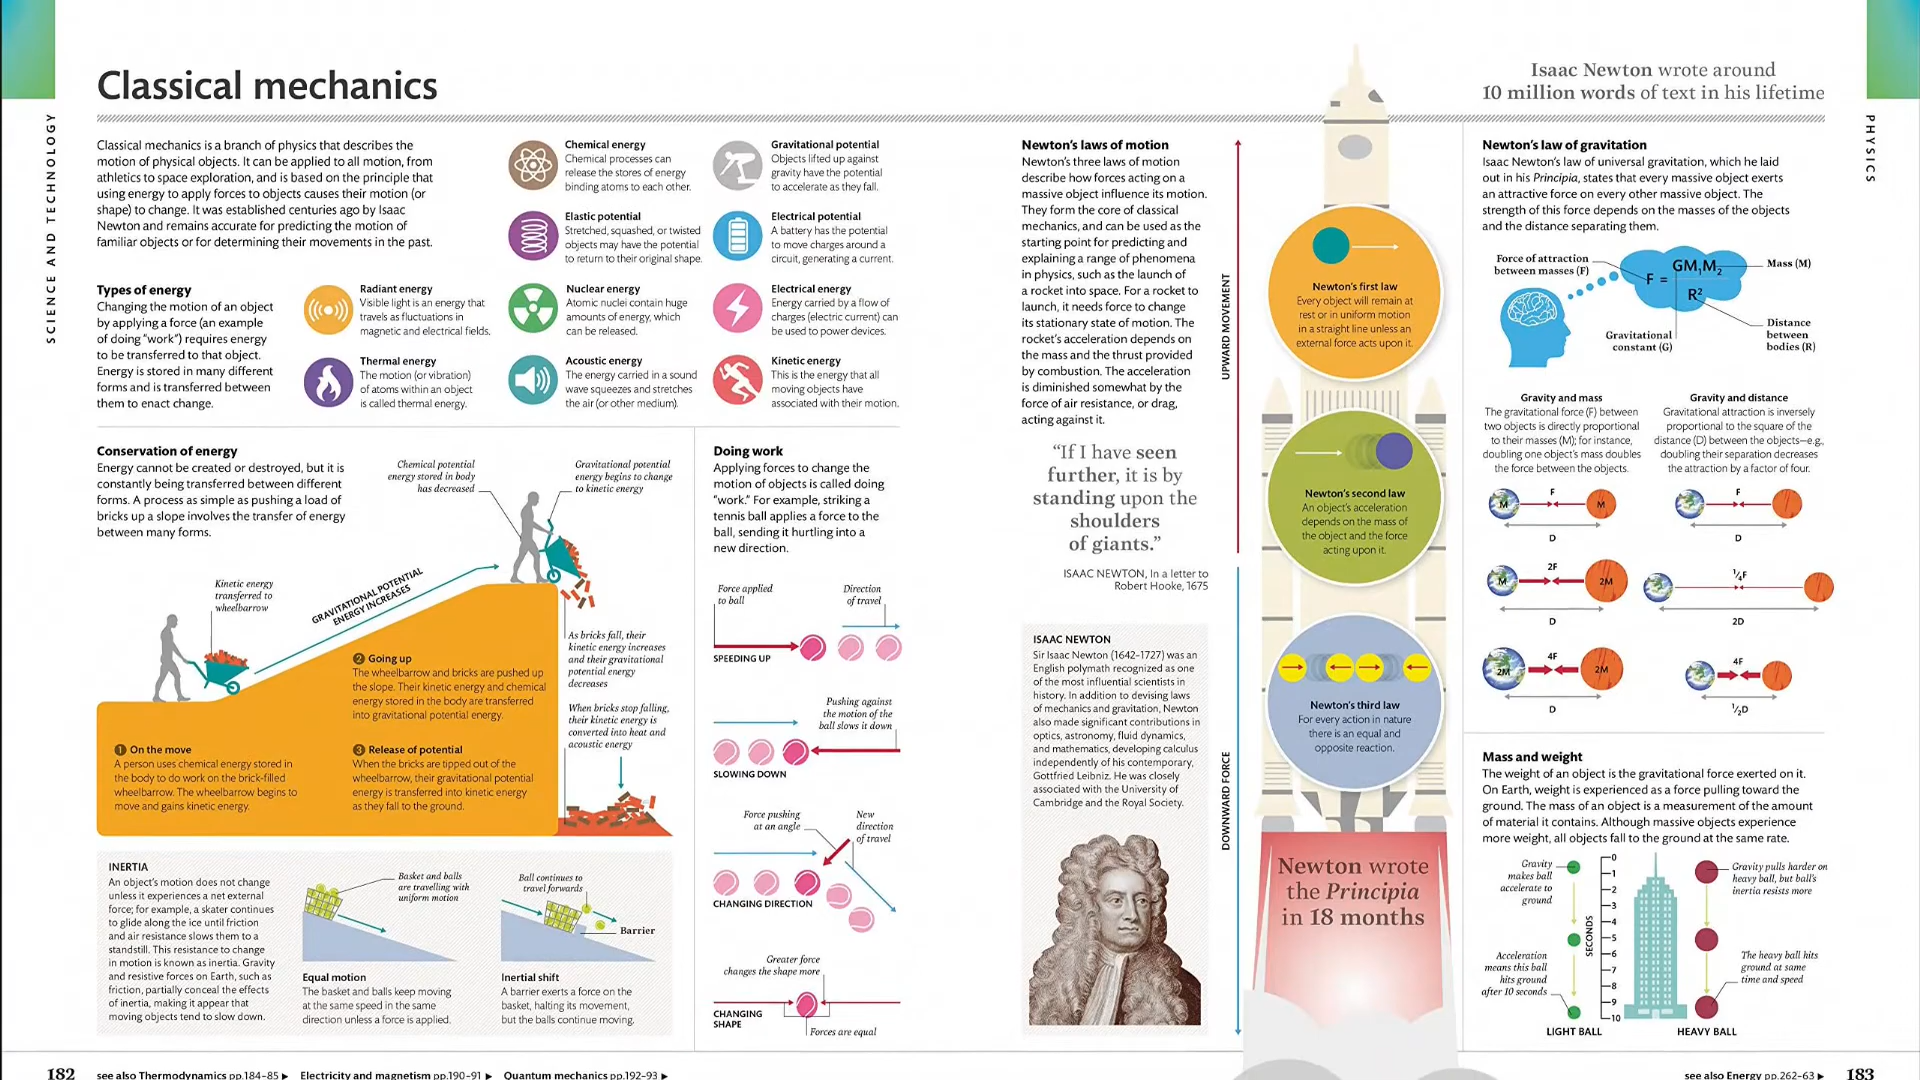 Classical mechanics
Isaac Newton wrote around
10 million words of text in his lifetime
SCIENCE AND TECHNOLOGY
PHYSICS
Classical mechanics is a branch of physics that describes the
motion of physical objects. It can be applied to all motion, from
athletics to space exploration, and is based on the principle that
using energy to apply forces to objects causes their motion (or
shape) to change. It was established centuries ago by Isaac
Newton and remains accurate for predicting the motion of
familiar objects or for determining their movements in the past.
Types of energy
Changing the motion of an object
by applying a force (an example
of doing “work”) requires energy
to be transferred to that object.
Energy is stored in many different
forms and is transferred between
them to enact change.
Radiant energy
Visible light is an energy that
travels as fluctuations in
magnetic and electrical fields.
Thermal energy
The motion (or vibration)
of atoms within an object
is called thermal energy.
Chemical energy
Chemical processes can
release the stores of energy
binding atoms to each other.
Elastic potential
Stretched, squashed, or twisted
objects may have the potential
to return to their original shape.
Nuclear energy
Atomic nuclei contain huge
amounts of energy, which
can be released.
Acoustic energy
The energy carried in a sound
wave squeezes and stretches
the air (or other medium).
Gravitational potential
Objects lifted up against
gravity have the potential
to accelerate as they fall.
Electrical potential
A battery has the potential
to move charges around a
circuit, generating a current.
Electrical energy
Energy carried by a flow of
charges (electric current) can
be used to power devices.
Kinetic energy
This is the energy that all
moving objects have
associated with their motion.
Conservation of energy
Energy cannot be created or destroyed, but it is
constantly being transferred between different
forms. A process as simple as pushing a load of
bricks up a slope involves the transfer of energy
between many forms.
Chemical potential
energy stored in body
has decreased
Gravitational potential
energy begins to change
to kinetic energy
Kinetic energy
transferred to
wheelbarrow
GRAVITATIONAL POTENTIAL
ENERGY INCREASES
As bricks fall, their
kinetic energy increases
and their gravitational
potential energy
decreases
When bricks stop falling,
their kinetic energy is
converted into heat and
acoustic energy
1 On the move
A person uses chemical energy stored in
the body to do work on the brick-filled
wheelbarrow. The wheelbarrow begins to
move and gains kinetic energy.
2 Going up
The wheelbarrow and bricks are pushed up
the slope. Their kinetic energy and chemical
energy stored in the body are transferred
into gravitational potential energy.
3 Release of potential
When the bricks are tipped out of the
wheelbarrow, their gravitational potential
energy is transferred into kinetic energy
as they fall to the ground.
INERTIA
An object’s motion does not change
unless it experiences a net external
force; for example, a skater continues
to glide along the ice until friction
and air resistance slows them to a
standstill. This resistance to change
in motion is known as inertia. Gravity
and resistive forces on Earth, such as
friction, partially conceal the effects
of inertia, making it appear that
moving objects tend to slow down.
Basket and balls
are travelling with
uniform motion
Equal motion
The basket and balls keep moving
at the same speed in the same
direction unless a force is applied.
Ball continues to
travel forwards
Barrier
Inertial shift
A barrier exerts a force on the
basket, halting its movement,
but the balls continue moving.
Doing work
Applying forces to change the
motion of objects is called doing
“work.” For example, striking a
tennis ball applies a force to the
ball, sending it hurtling into a
new direction.
Force applied
to ball
Direction
of travel
SPEEDING UP
Pushing against
the motion of the
ball slows it down
SLOWING DOWN
Force pushing
at an angle
New
direction
of travel
CHANGING DIRECTION
Greater force
changes the shape more
CHANGING
SHAPE
Forces are equal
Newton’s laws of motion
Newton’s three laws of motion
describe how forces acting on a
massive object influence its motion.
They form the core of classical
mechanics, and can be used as the
starting point for predicting and
explaining a range of phenomena
in physics, such as the launch of
a rocket into space. For a rocket to
launch, it needs force to change
its stationary state of motion. The
rocket’s acceleration depends on
the mass and the thrust provided
by combustion. The acceleration
is diminished somewhat by the
force of air resistance, or drag,
acting against it.
“If I have seen
further, it is by
standing upon the
shoulders
of giants.”
ISAAC NEWTON, In a letter to
Robert Hooke, 1675
ISAAC NEWTON
Sir Isaac Newton (1642–1727) was an
English polymath recognized as one
of the most influential scientists in
history. In addition to devising laws
of mechanics and gravitation, Newton
also made significant contributions in
optics, astronomy, fluid dynamics,
and mathematics, developing calculus
independently of his contemporary,
Gottfried Leibniz. He was closely
associated with the University of
Cambridge and the Royal Society.
UPWARD MOVEMENT
DOWNWARD FORCE
Newton’s first law
Every object will remain at
rest or in uniform motion
in a straight line unless an
external force acts upon it.
Newton’s second law
An object’s acceleration
depends on the mass of
the object and the force
acting upon it.
Newton’s third law
For every action in nature
there is an equal and
opposite reaction.
Newton wrote
the Principia
in 18 months
Newton’s law of gravitation
Isaac Newton’s law of universal gravitation, which he laid
out in his Principia, states that every massive object exerts
an attractive force on every other massive object. The
strength of this force depends on the masses of the objects
and the distance separating them.
Force of attraction
between masses (F)
F = GM₁M₂
R²
Mass (M)
Gravitational
constant (G)
Distance
between
bodies (R)
Gravity and mass
The gravitational force (F) between
two objects is directly proportional
to their masses (M); for instance,
doubling one object’s mass doubles
the force between the objects.
Gravity and distance
Gravitational attraction is inversely
proportional to the square of the
distance (D) between the objects—e.g.,
doubling their separation decreases
the attraction by a factor of four.
F
M M
D
F
D
2F
M 2M
D
¼F
2D
4F
2M 2M
D
4F
½D
Mass and weight
The weight of an object is the gravitational force exerted on it.
On Earth, weight is experienced as a force pulling toward the
ground. The mass of an object is a measurement of the amount
of material it contains. Although massive objects experience
more weight, all objects fall to the ground at the same rate.
Gravity
makes ball
accelerate to
ground
Acceleration
means this ball
hits ground
after 10 seconds
LIGHT BALL
SECONDS
0
1
2
3
4
5
6
7
8
9
10
Gravity pulls harder on
heavy ball, but ball’s
inertia resists more
The heavy ball hits
ground at same
time and speed
HEAVY BALL
182
see also Thermodynamics pp.184–85 ▶ Electricity and magnetism pp.190–91 ▶ Quantum mechanics pp.192–93 ▶
see also Energy pp.262–63 ▶
183